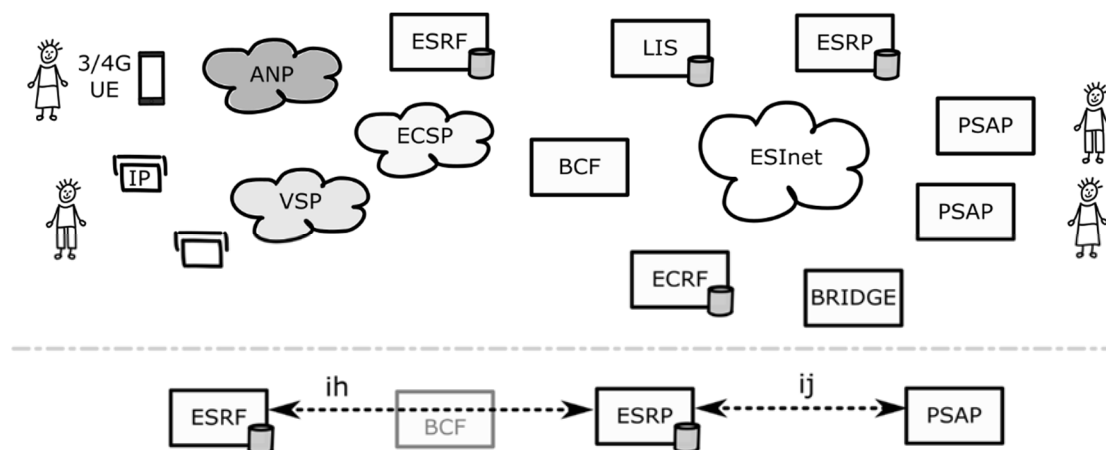 ESRF
LIS
ESRP
3/4G
UE
ANP
PSAP
ECSP
BCF
ESInet
IP
VSP
PSAP
ECRF
BRIDGE
ih
ij
ESRF
BCF
ESRP
PSAP